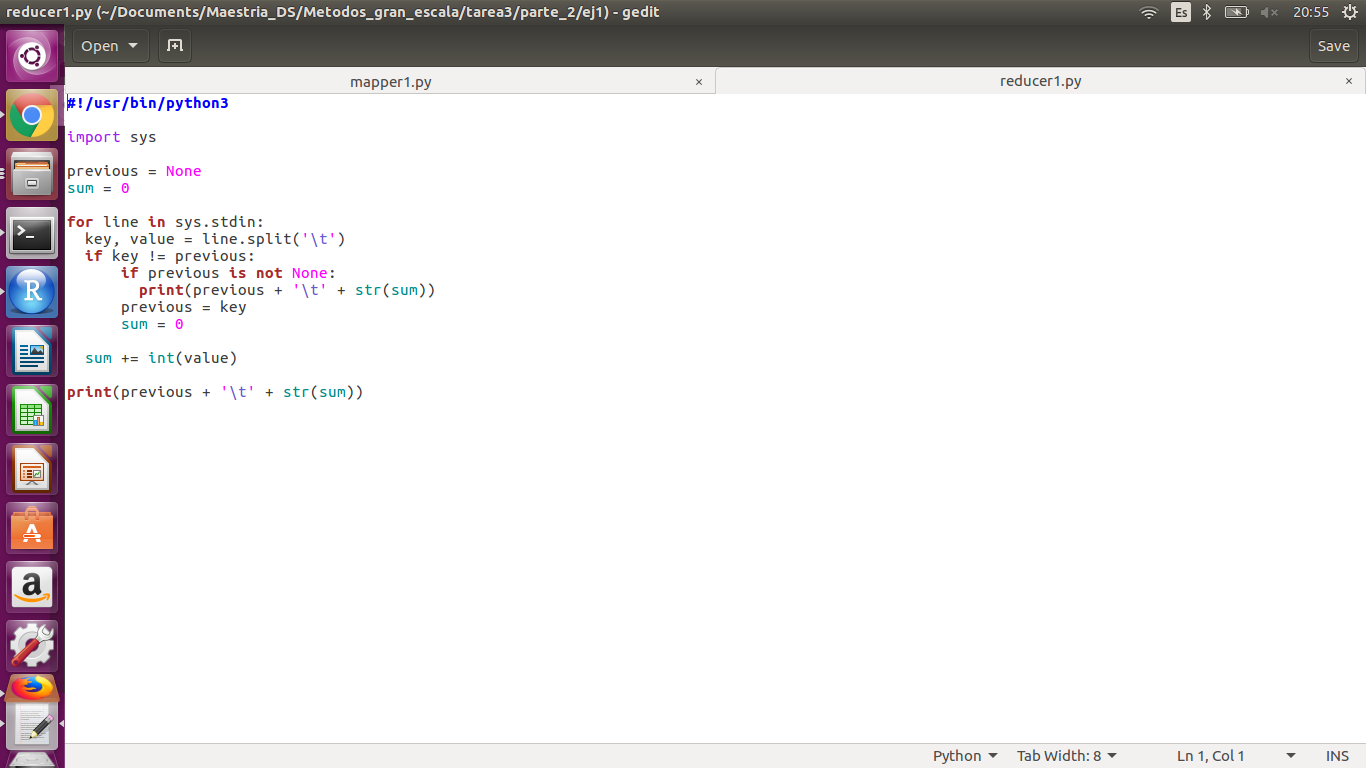 reducer1.py (~/Documents/Maestria_DS/Metodos_gran_escala/tarea3/parte_2/ej1) - gedit
Es
20:55
Open
Save
mapper1.py ×
reducer1.py ×
#!/usr/bin/python3
import sys
previous = None
sum = 0
for line in sys.stdin:
  key, value = line.split('\t')
  if key != previous:
      if previous is not None:
        print(previous + '\t' + str(sum))
      previous = key
      sum = 0
  sum += int(value)
print(previous + '\t' + str(sum))
>_
R
A
a
Python
Tab Width: 8
Ln 1, Col 1
INS